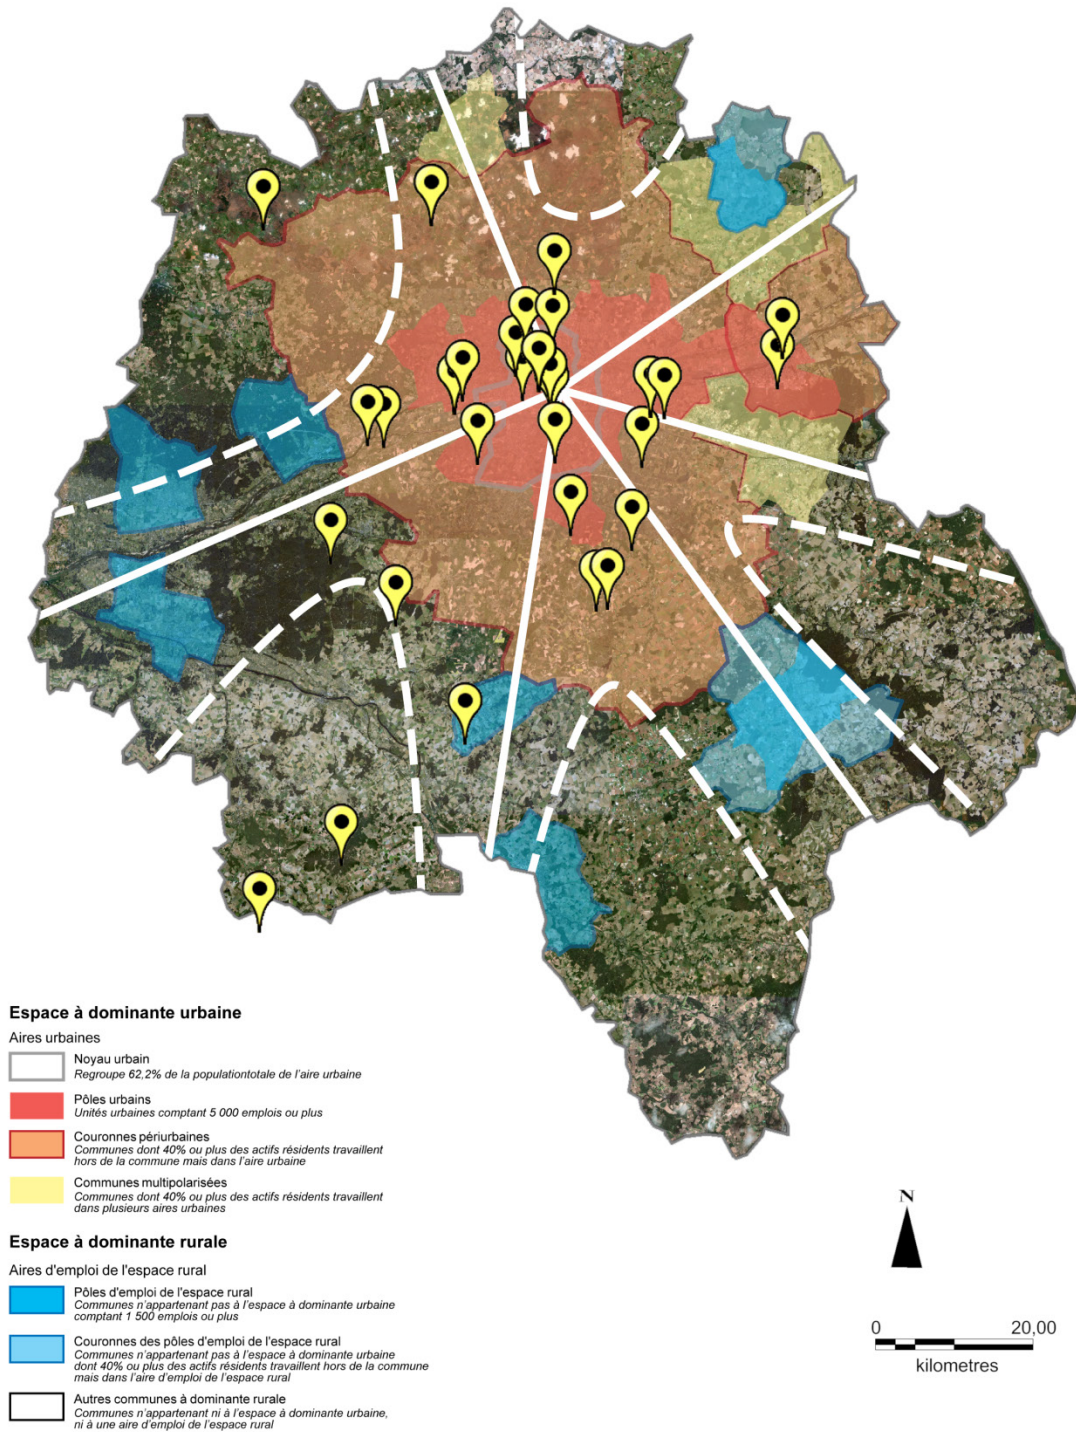 Espace à dominante urbaine
Aires urbaines
Noyau urbain
Regroupe 62,2% de la populationtotale de l'aire urbaine
Pôles urbains
Unités urbaines comptant 5 000 emplois ou plus
Couronnes périurbaines
Communes dont 40% ou plus des actifs résidents travaillent
hors de la commune mais dans l'aire urbaine
Communes multipolarisées
Communes dont 40% ou plus des actifs résidents travaillent
dans plusieurs aires urbaines
Espace à dominante rurale
Aires d'emploi de l'espace rural
Pôles d'emploi de l'espace rural
Communes n'appartenant pas à l'espace à dominante urbaine
comptant 1 500 emplois ou plus
Couronnes des pôles d'emploi de l'espace rural
Communes n'appartenant pas à l'espace à dominante urbaine
dont 40% ou plus des actifs résidents travaillent hors de la commune
mais dans l'aire d'emploi de l'espace rural
Autres communes à dominante rurale
Communes n'appartenant ni à l'espace à dominante urbaine,
ni à une aire d'emploi de l'espace rural
N
0 20,00
kilometres